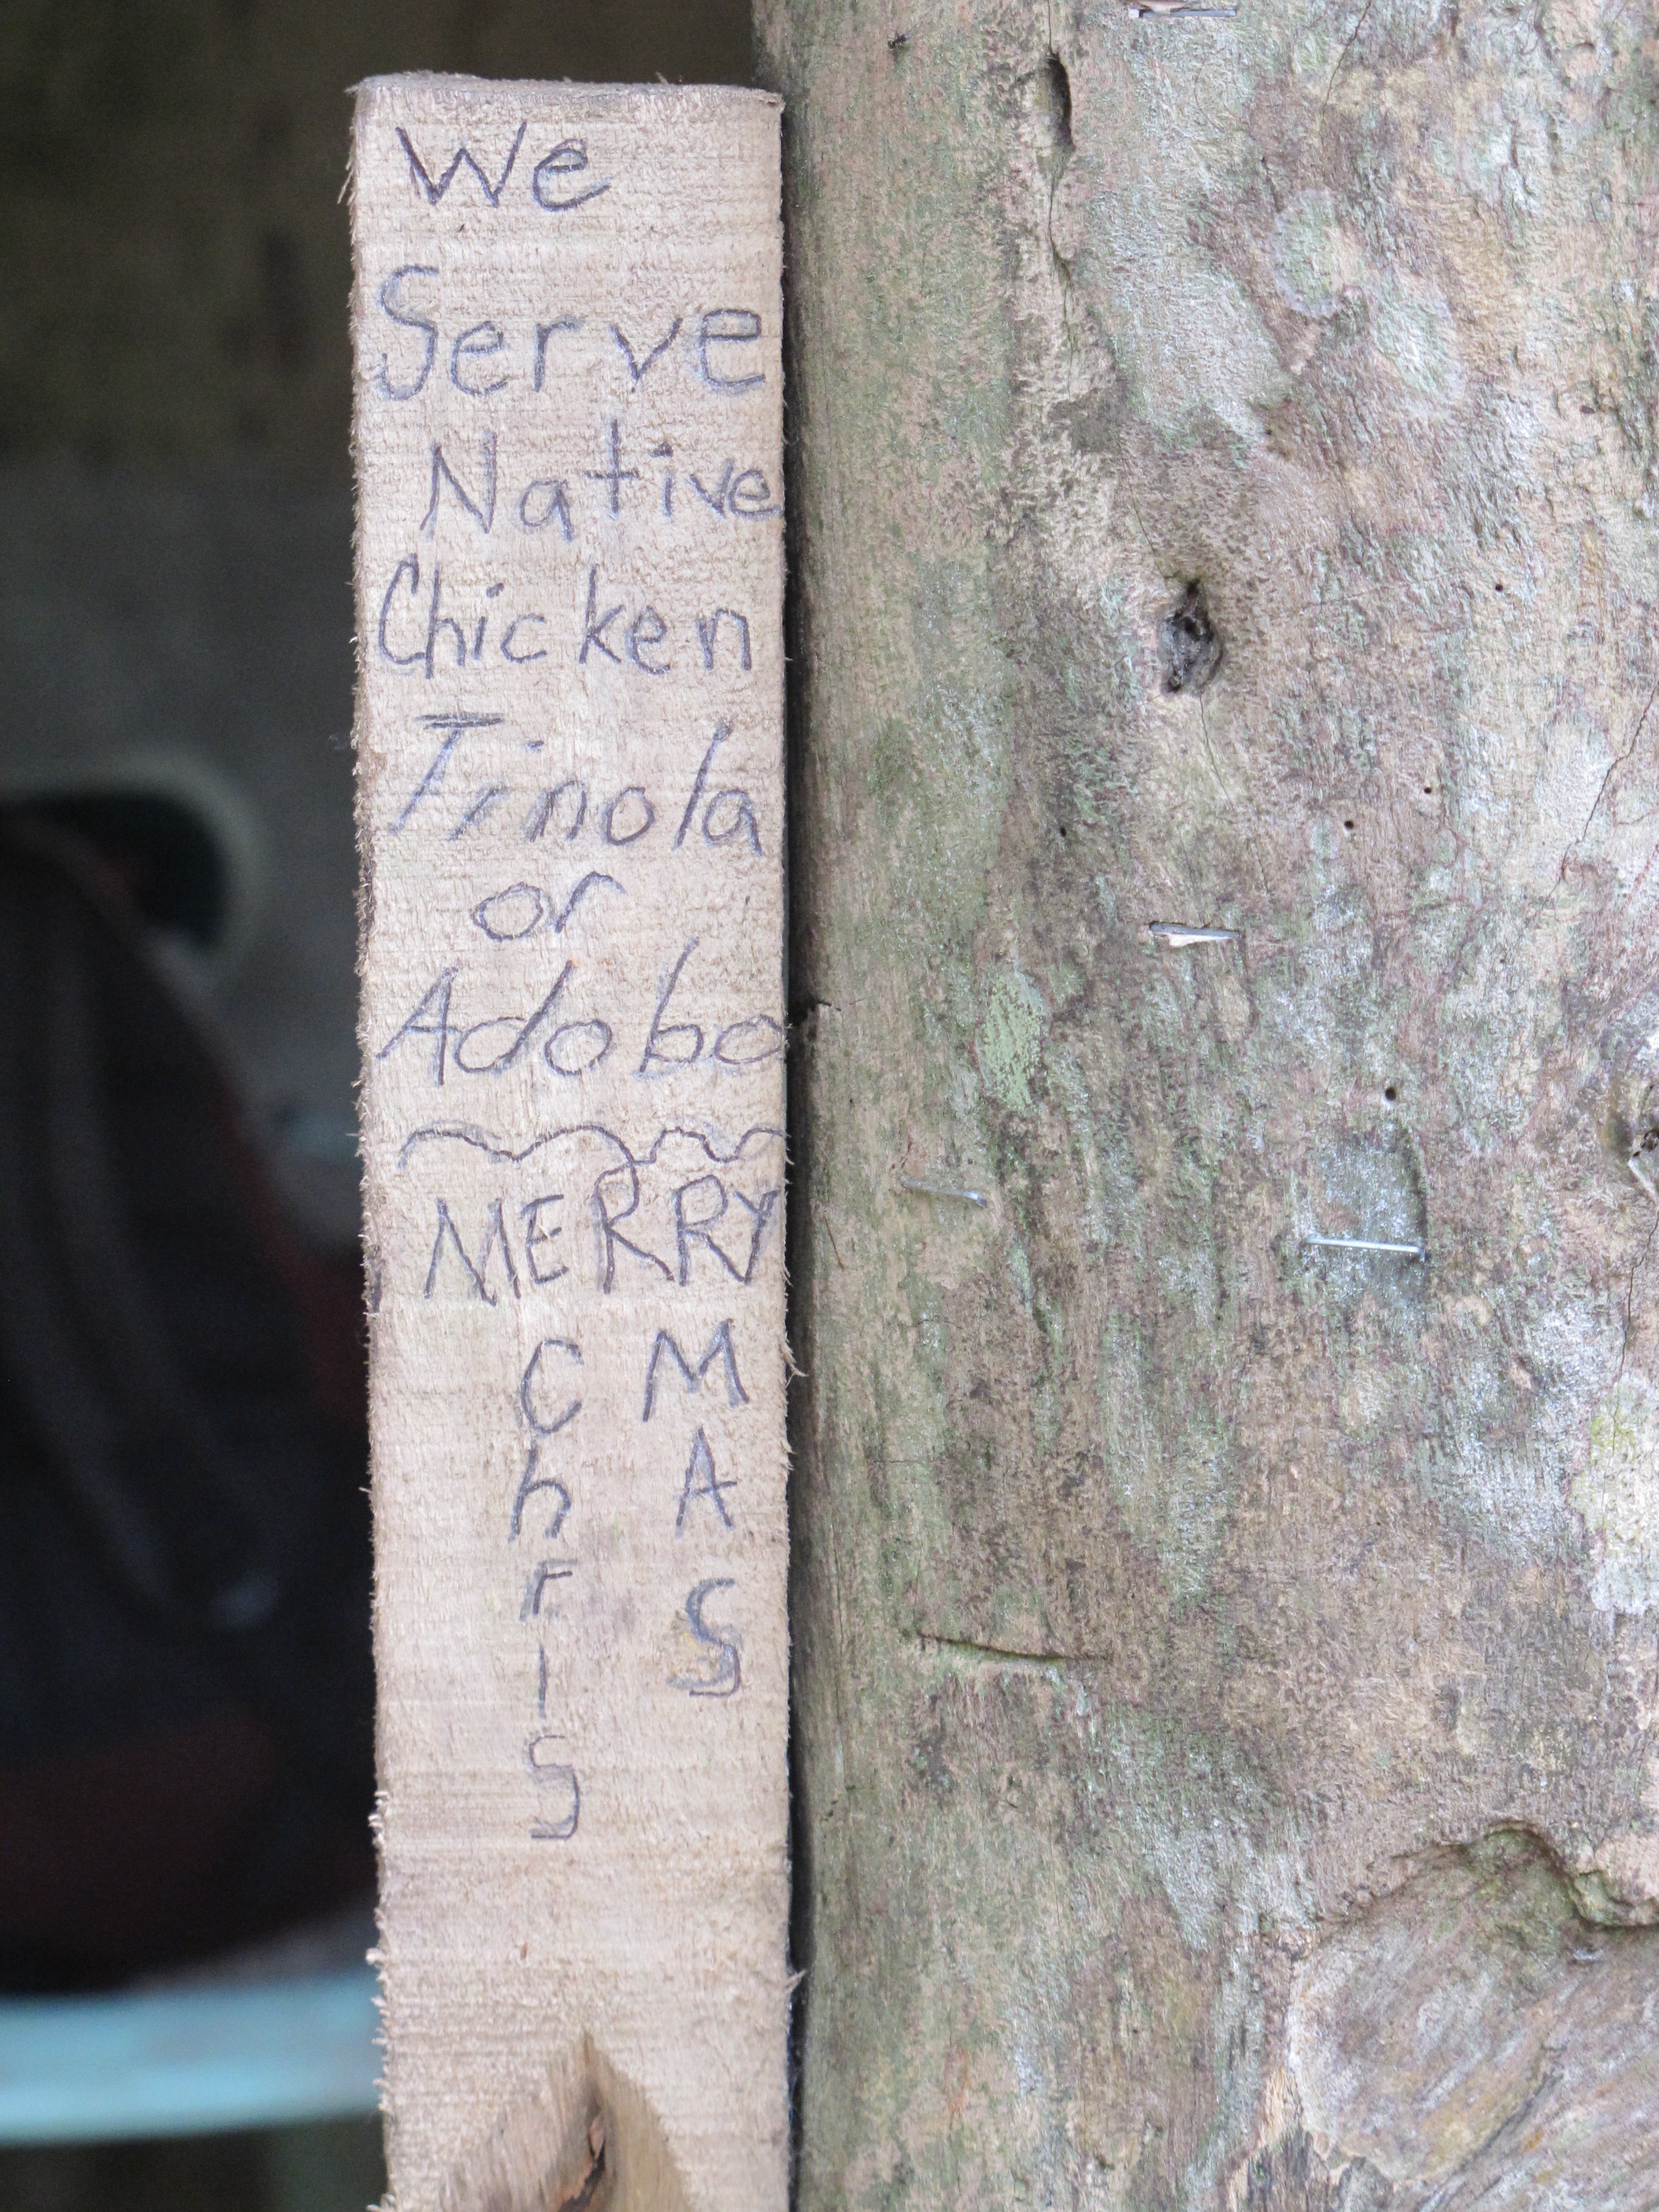 We
Serve
Native
Chicken
Tinola
or
Adobo
MERRY
Chris
MAS